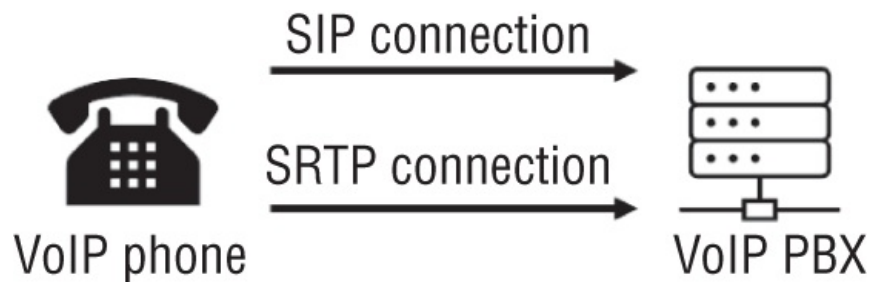 SIP connection
SRTP connection
VoIP phone
VoIP PBX